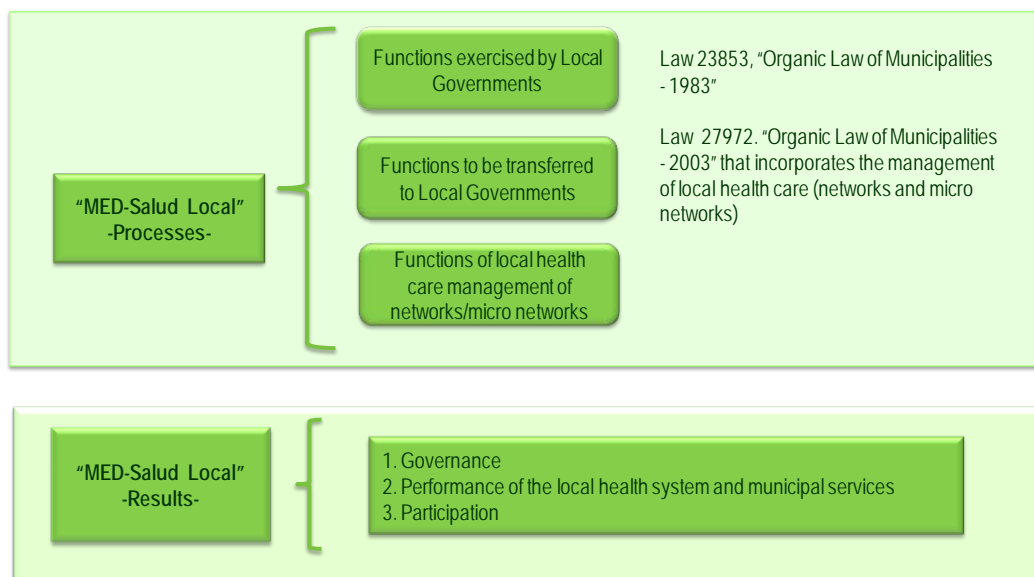 Functions exercised by Local
Governments
Law 23853, “Organic Law of Municipalities
- 1983”
Functions to be transferred
to Local Governments
Law 27972. “Organic Law of Municipalities
- 2003” that incorporates the management
of local health care (networks and micro
networks)
“MED-Salud Local”
-Processes-
Functions of local health
care management of
networks/micro networks
“MED-Salud Local”
-Results-
1. Governance
2. Performance of the local health system and municipal services
3. Participation